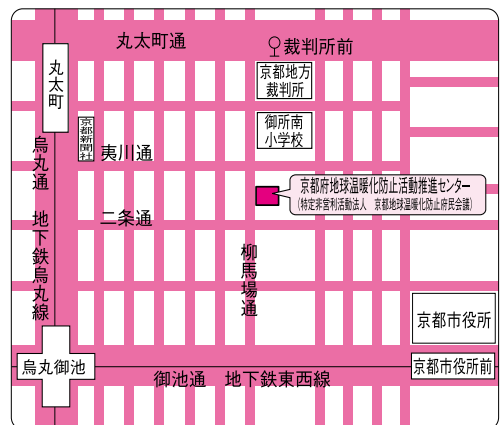 丸太町通
裁判所前
丸太町
京都地方
裁判所
京都新聞社
御所南
小学校
夷川通
烏丸通 地下鉄烏丸線
京都府地球温暖化防止活動推進センター
(特定非営利活動法人 京都地球温暖化防止府民会議)
二条通
柳馬場通
京都市役所
烏丸御池
京都市役所前
御池通 地下鉄東西線